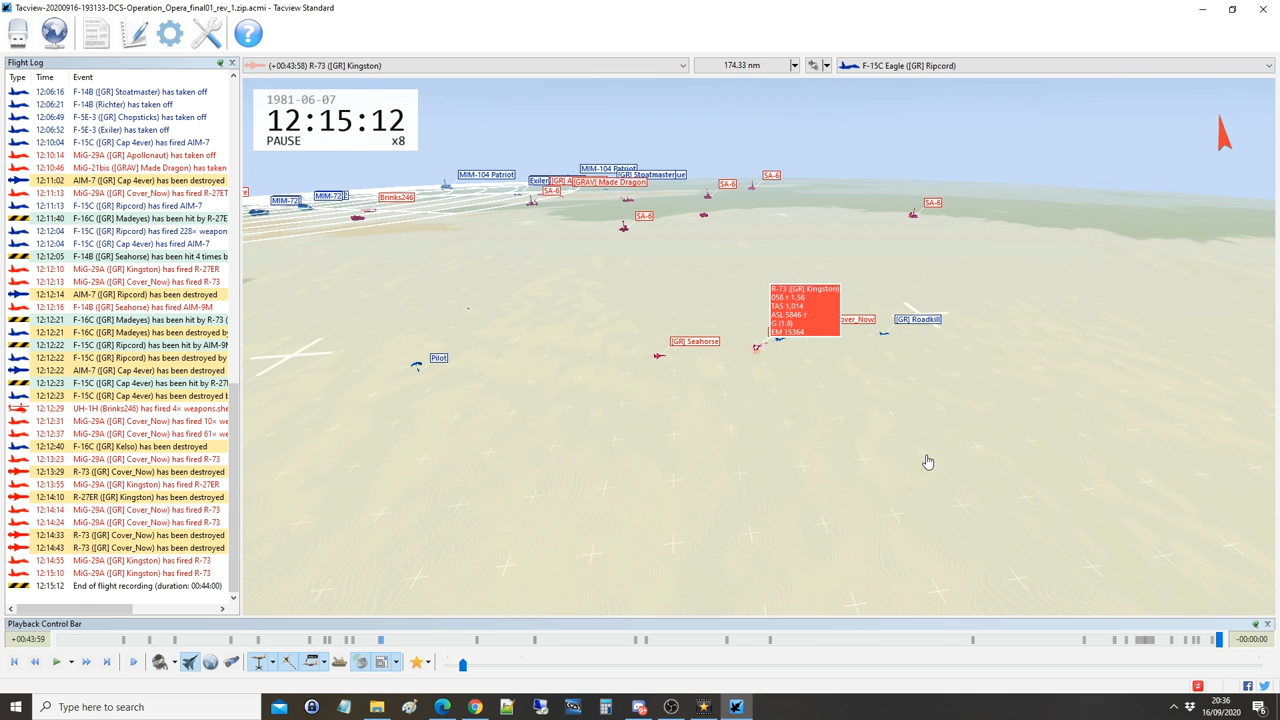 Tacview-20200916-193133-DCS-Operation_Opera_final01_rev_1.zip.acmi - Tacview Standard
Flight Log
Type Time Event
12:06:16 F-14B ([GR] Stoatmaster) has taken off
12:06:21 F-14B (Richter) has taken off
12:06:49 F-5E-3 ([GR] Chopsticks) has taken off
12:06:52 F-5E-3 (Exiler) has taken off
12:10:04 F-15C ([GR] Cap 4ever) has fired AIM-7
12:10:14 MiG-29A ([GR] Apollonaut) has taken off
12:10:46 MiG-21bis ([GRAV] Made Dragon) has taken
12:11:02 AIM-7 ([GR] Cap 4ever) has been destroyed
12:11:13 MiG-29A ([GR] Cover_Now) has fired R-27ET
12:11:13 F-15C ([GR] Ripcord) has fired AIM-7
12:11:40 F-16C ([GR] Madeyes) has been hit by R-27E
12:12:04 F-15C ([GR] Ripcord) has fired 228× weapon
12:12:04 F-15C ([GR] Cap 4ever) has fired AIM-7
12:12:05 F-14B ([GR] Seahorse) has been hit 4 times b
12:12:10 MiG-29A ([GR] Kingston) has fired R-27ER
12:12:13 MiG-29A ([GR] Cover_Now) has fired R-73
12:12:14 AIM-7 ([GR] Ripcord) has been destroyed
12:12:16 F-14B ([GR] Seahorse) has fired AIM-9M
12:12:21 F-16C ([GR] Madeyes) has been hit by R-73 (
12:12:21 F-16C ([GR] Madeyes) has been destroyed by
12:12:22 F-15C ([GR] Ripcord) has been hit by AIM-9M
12:12:22 F-15C ([GR] Ripcord) has been destroyed by
12:12:22 AIM-7 ([GR] Cap 4ever) has been destroyed
12:12:23 F-15C ([GR] Cap 4ever) has been hit by R-27
12:12:23 F-15C ([GR] Cap 4ever) has been destroyed
12:12:29 UH-1H (Brinks246) has fired 4× weapons.she
12:12:31 MiG-29A ([GR] Cover_Now) has fired 10× we
12:12:37 MiG-29A ([GR] Cover_Now) has fired 61× we
12:12:40 F-16C ([GR] Kelso) has been destroyed
12:13:23 MiG-29A ([GR] Cover_Now) has fired R-73
12:13:29 R-73 ([GR] Cover_Now) has been destroyed
12:13:55 MiG-29A ([GR] Kingston) has fired R-27ER
12:14:10 R-27ER ([GR] Kingston) has been destroyed
12:14:14 MiG-29A ([GR] Cover_Now) has fired R-73
12:14:24 MiG-29A ([GR] Cover_Now) has fired R-73
12:14:33 R-73 ([GR] Cover_Now) has been destroyed
12:14:43 R-73 ([GR] Cover_Now) has been destroyed
12:14:55 MiG-29A ([GR] Kingston) has fired R-73
12:15:10 MiG-29A ([GR] Kingston) has fired R-73
12:15:12 End of flight recording (duration: 00:44:00)
(+00:43:58) R-73 ([GR] Kingston)
174.33 nm
F-15C Eagle ([GR] Ripcord)
1981-06-07
12:15:12
PAUSE x8
MIM-104 Patriot
MIM-104 Patriot
Exiler
[GR] A
[GRAV] Made Dragon
[GR] Stoatmaster
MIM-72
MIM-72
Brinks246
SA-6
SA-6
SA-6
SA-6
SA-6
R-73 ([GR] Kingston)
058 ↑ 1.56
TAS 1,014
ASL 5846 ↑
G (1.8)
EM 15364
over_Now]
[GR] Roadkill
[GR] Seahorse
Pilot
Playback Control Bar
+00:43:59
-00:00:00
Type here to search
20:36
16/09/2020